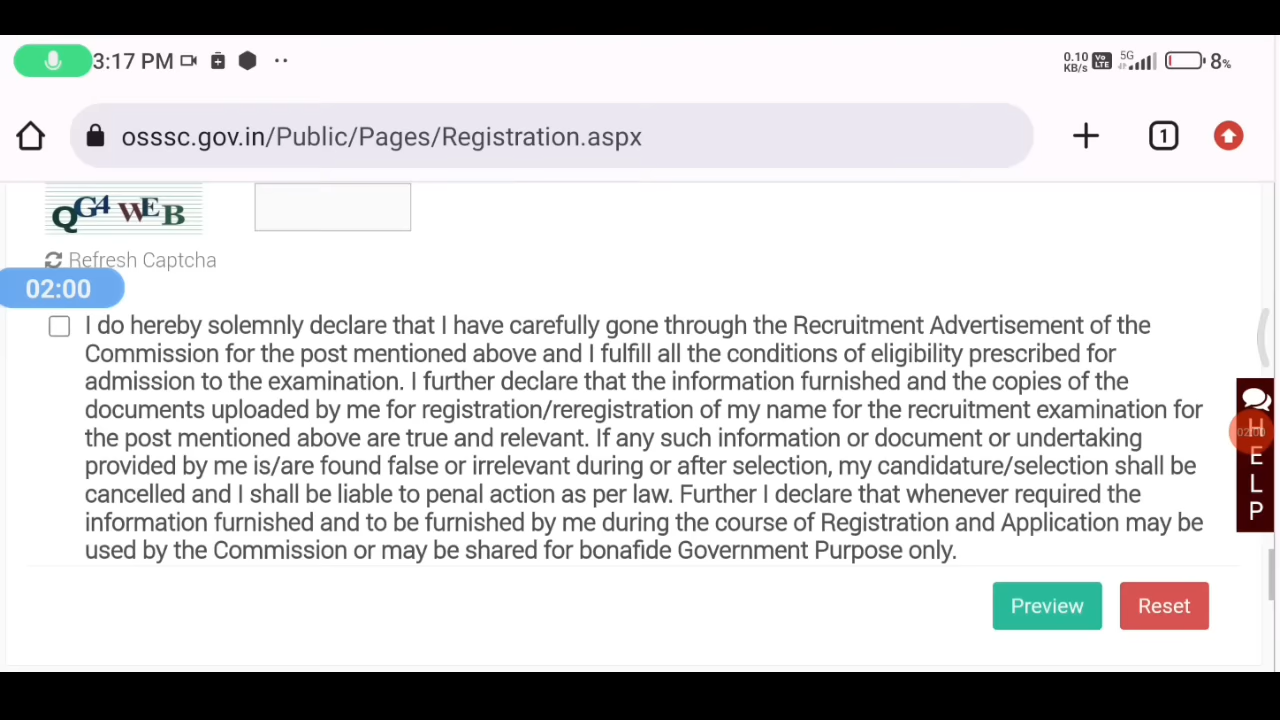 3:17 PM
0.10 KB/s Vo LTE 5G 8%
osssc.gov.in/Public/Pages/Registration.aspx
1
QG4 WEB
Refresh Captcha
02:00
I do hereby solemnly declare that I have carefully gone through the Recruitment Advertisement of the
Commission for the post mentioned above and I fulfill all the conditions of eligibility prescribed for
admission to the examination. I further declare that the information furnished and the copies of the
documents uploaded by me for registration/reregistration of my name for the recruitment examination for
the post mentioned above are true and relevant. If any such information or document or undertaking
provided by me is/are found false or irrelevant during or after selection, my candidature/selection shall be
cancelled and I shall be liable to penal action as per law. Further I declare that whenever required the
information furnished and to be furnished by me during the course of Registration and Application may be
used by the Commission or may be shared for bonafide Government Purpose only.
HELP
02:00
Preview Reset